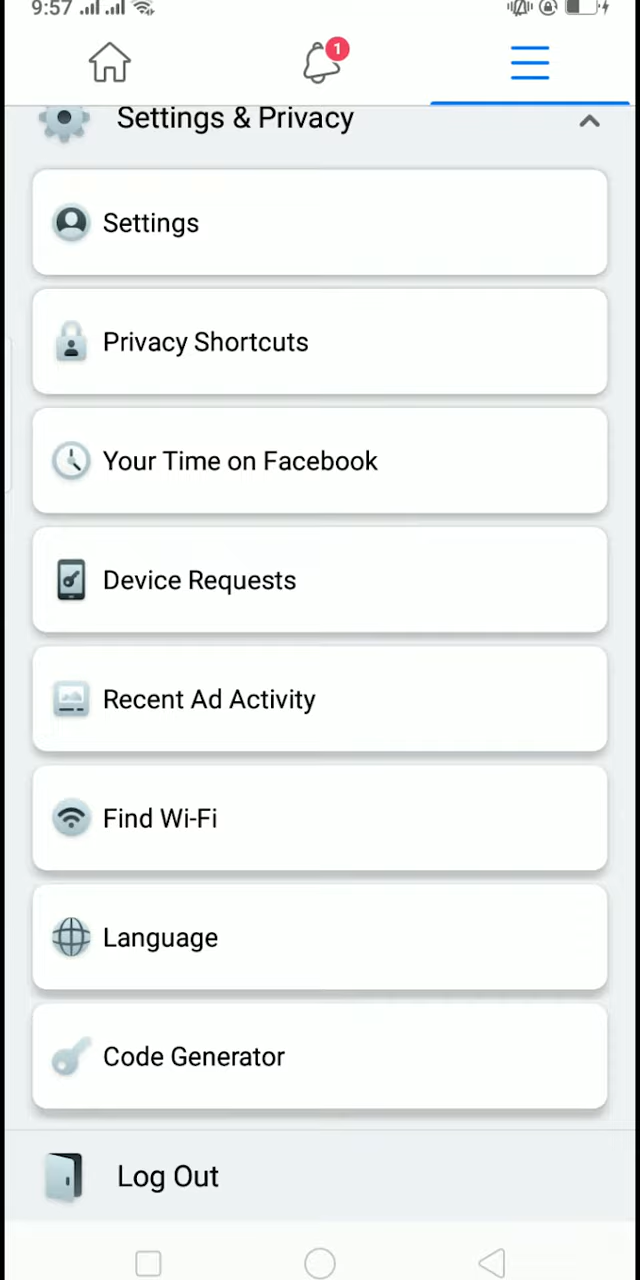 9:57
1
Settings & Privacy
Settings
Privacy Shortcuts
Your Time on Facebook
Device Requests
Recent Ad Activity
Find Wi-Fi
Language
Code Generator
Log Out